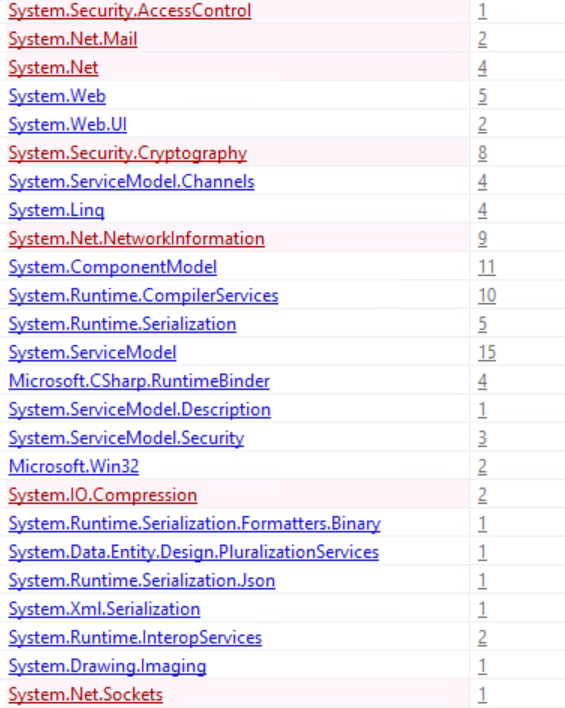 System.Security.AccessControl 1
System.Net.Mail 2
System.Net 4
System.Web 5
System.Web.UI 2
System.Security.Cryptography 8
System.ServiceModel.Channels 4
System.Linq 4
System.Net.NetworkInformation 9
System.ComponentModel 11
System.Runtime.CompilerServices 10
System.Runtime.Serialization 5
System.ServiceModel 15
Microsoft.CSharp.RuntimeBinder 4
System.ServiceModel.Description 1
System.ServiceModel.Security 3
Microsoft.Win32 2
System.IO.Compression 2
System.Runtime.Serialization.Formatters.Binary 1
System.Data.Entity.Design.PluralizationServices 1
System.Runtime.Serialization.Json 1
System.Xml.Serialization 1
System.Runtime.InteropServices 2
System.Drawing.Imaging 1
System.Net.Sockets 1